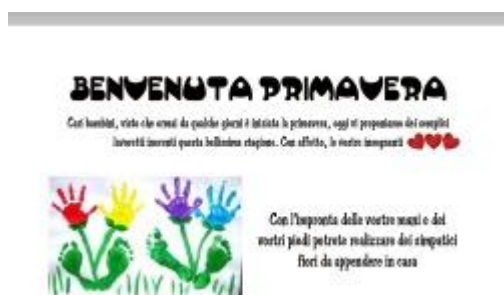 BENVENUTA PRIMAVERA
Cari bambini, visto che ormai da qualche giorni è iniziata la primavera, oggi vi proponiamo dei semplici
lavoretti inerenti questa bellissima stagione. Con affetto, le vostre insegnanti
Con l'impronta delle vostre mani e dei
vostri piedi potrete realizzare dei simpatici
fiori da appendere in casa